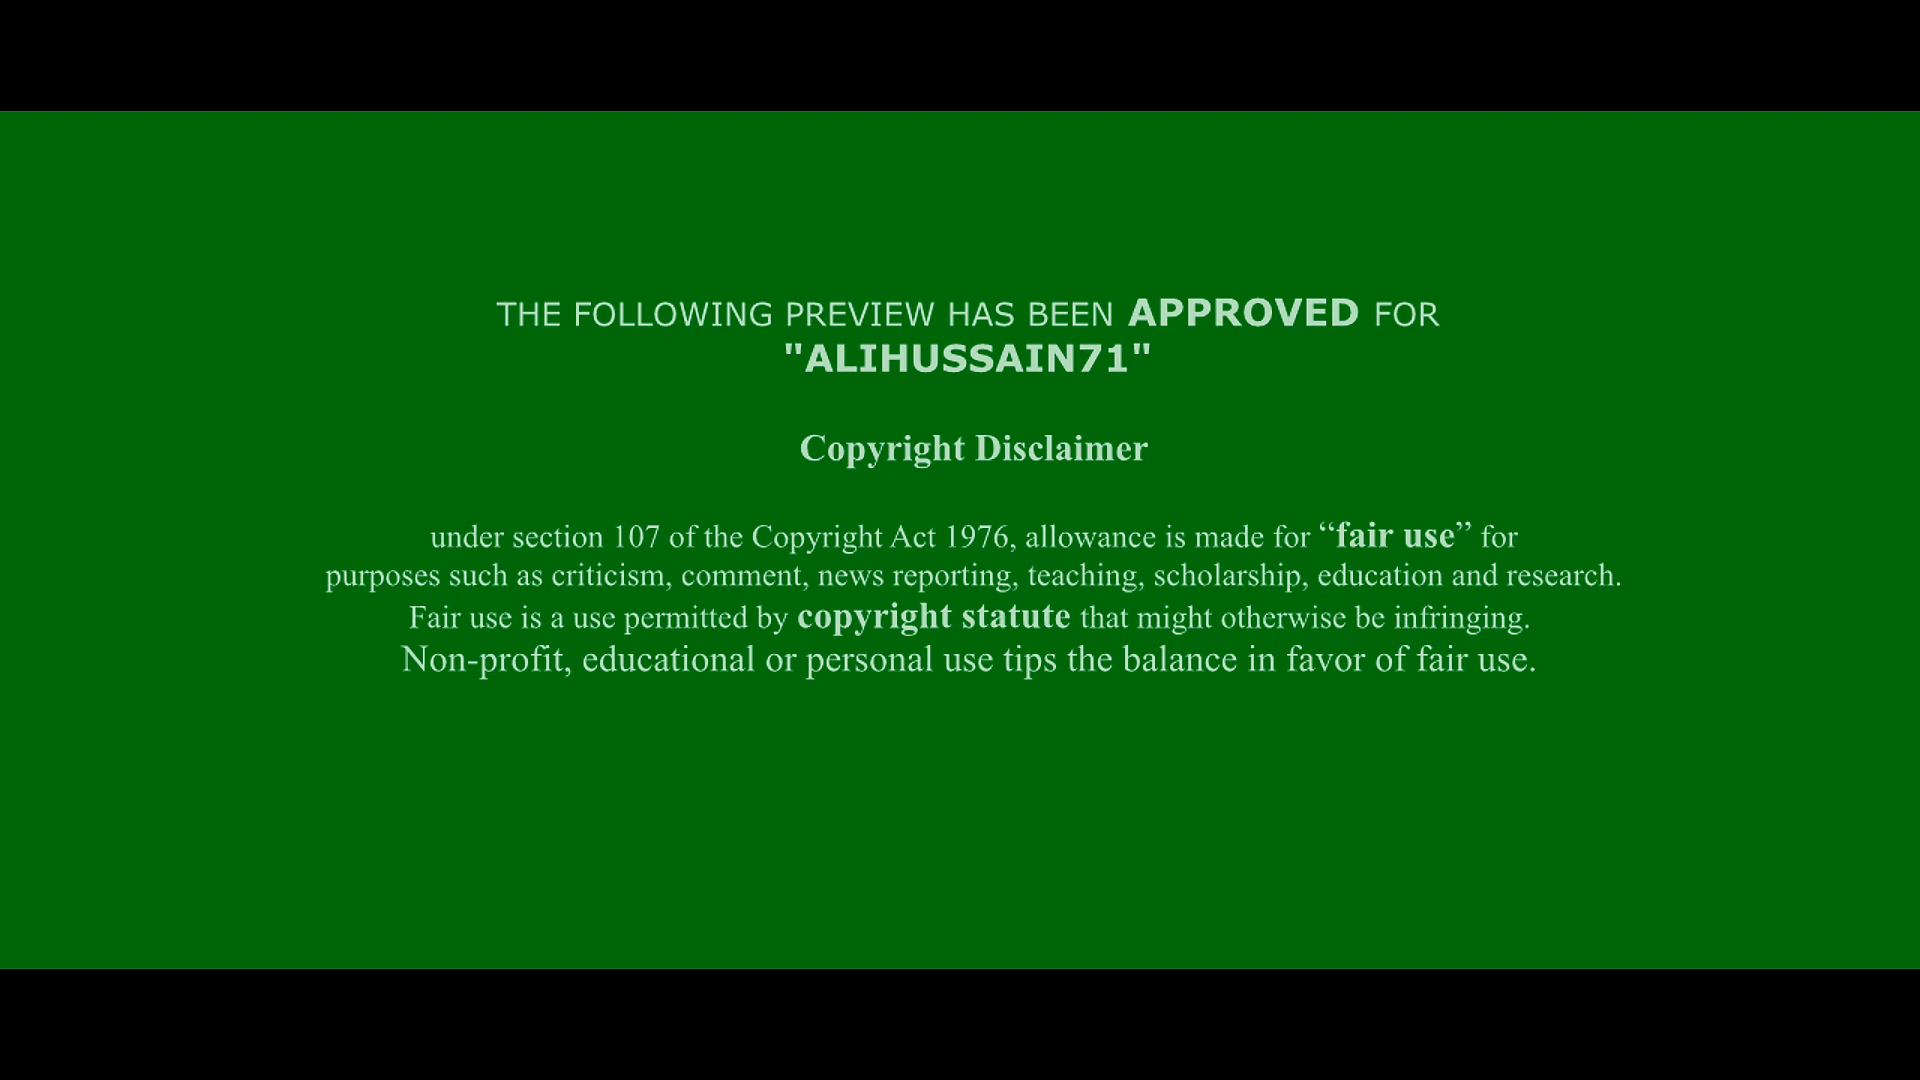 THE FOLLOWING PREVIEW HAS BEEN APPROVED FOR
"ALIHUSSAIN71"
Copyright Disclaimer
under section 107 of the Copyright Act 1976, allowance is made for “fair use” for
purposes such as criticism, comment, news reporting, teaching, scholarship, education and research.
Fair use is a use permitted by copyright statute that might otherwise be infringing.
Non-profit, educational or personal use tips the balance in favor of fair use.